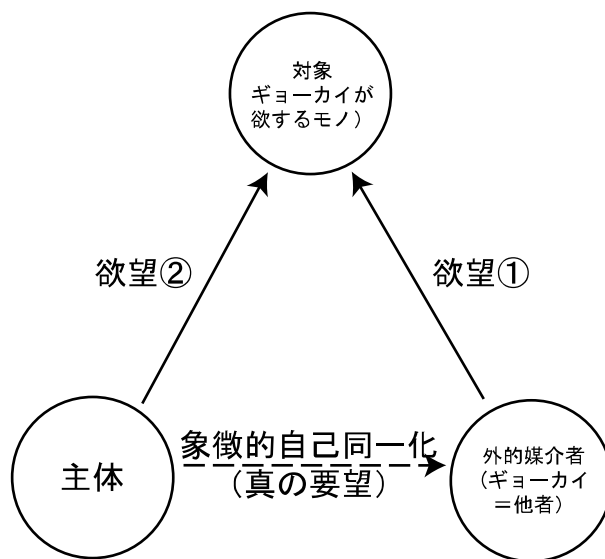 対象
ギョーカイが
欲するモノ）
欲望②
欲望①
主体
象徴的自己同一化
（真の要望）
外的媒介者
（ギョーカイ
＝他者）